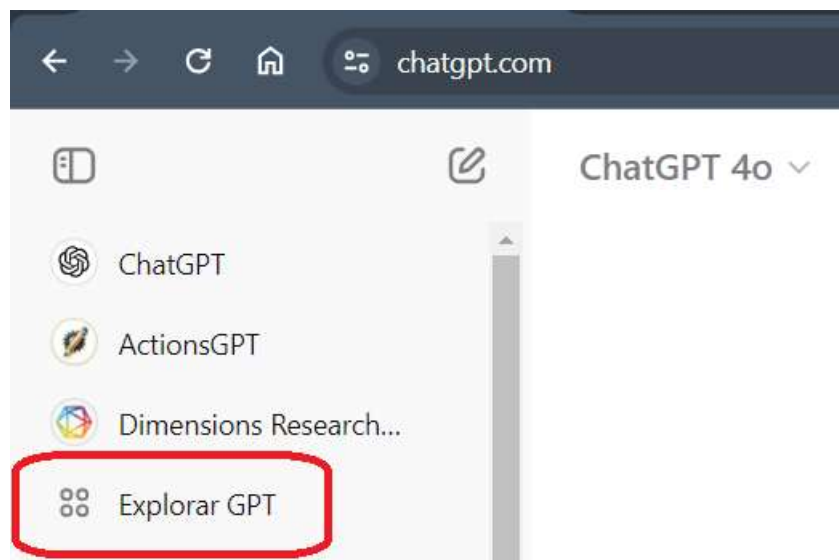 chatgpt.com
ChatGPT 4o
ChatGPT
ActionsGPT
Dimensions Research...
Explorar GPT